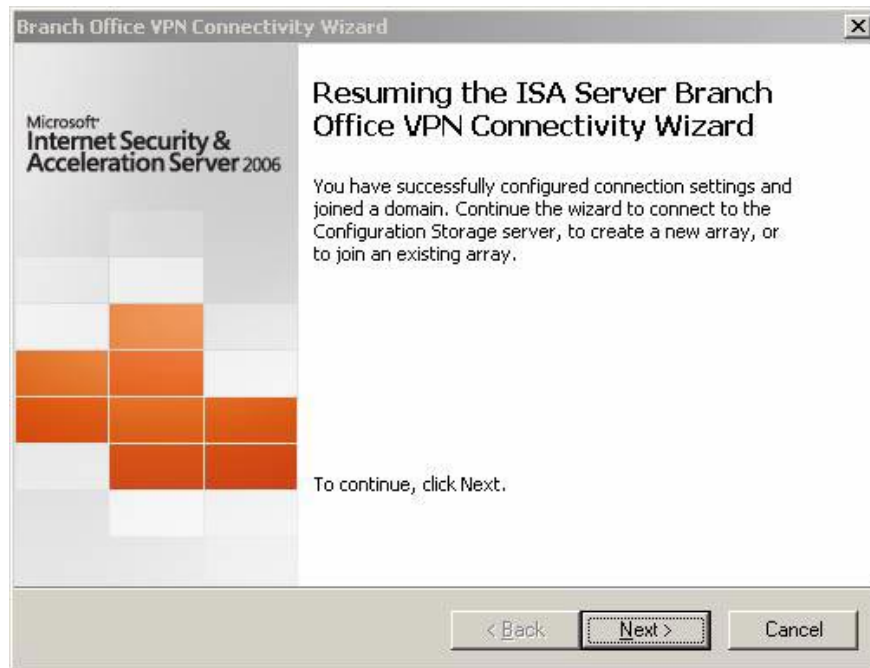 Branch Office VPN Connectivity Wizard
Microsoft
Internet Security &
Acceleration Server 2006
Resuming the ISA Server Branch
Office VPN Connectivity Wizard
You have successfully configured connection settings and
joined a domain. Continue the wizard to connect to the
Configuration Storage server, to create a new array, or
to join an existing array.
To continue, click Next.
< Back
Next >
Cancel